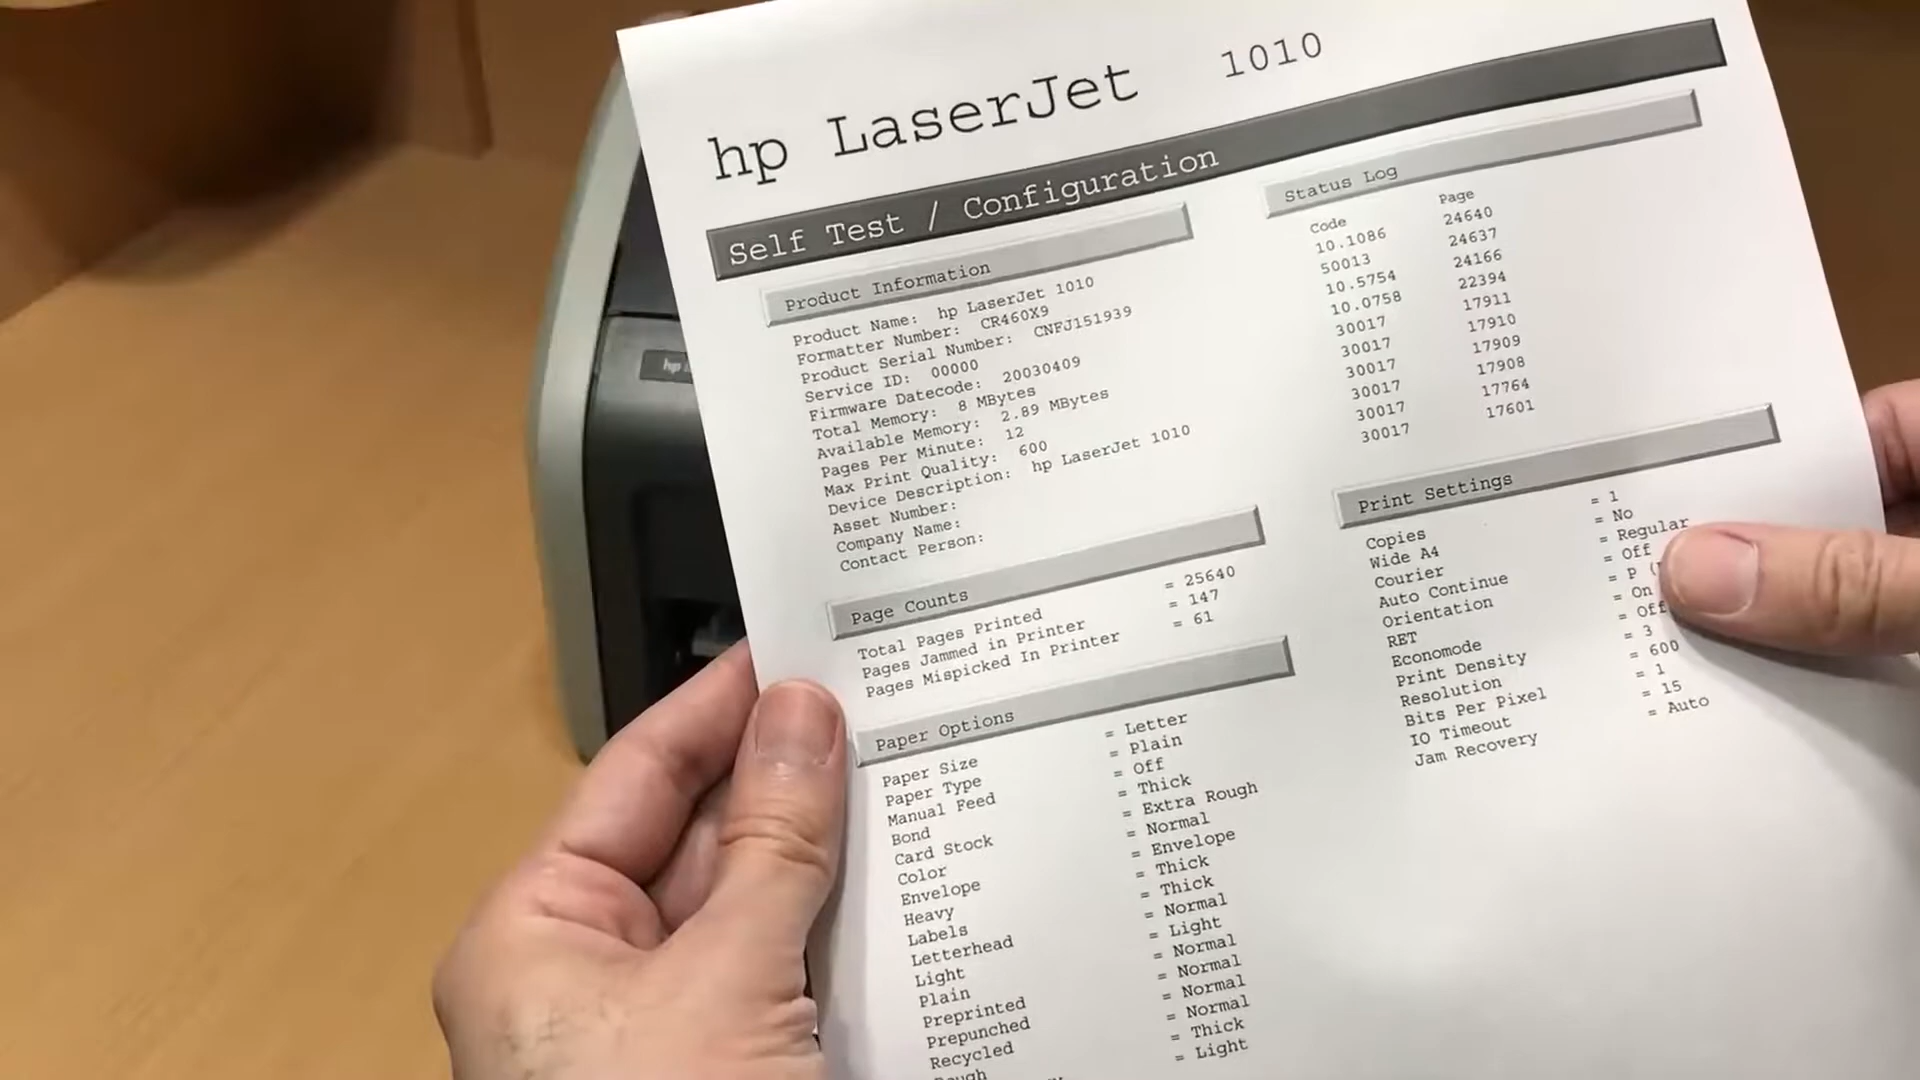 hp LaserJet 1010
Self Test / Configuration
Product Information
Product Name: hp LaserJet 1010
Formatter Number: CR460X9
Product Serial Number: CNFJ151939
Service ID: 00000
Firmware Datecode: 20030409
Total Memory: 8 MBytes
Available Memory: 2.89 MBytes
Pages Per Minute: 12
Max Print Quality: 600
Device Description: hp LaserJet 1010
Asset Number:
Company Name:
Contact Person:
Page Counts
Total Pages Printed = 25640
Pages Jammed in Printer = 147
Pages Mispicked In Printer = 61
Paper Options
Paper Size = Letter
Paper Type = Plain
Manual Feed = Off
Bond = Thick
Card Stock = Extra Rough
Color = Normal
Envelope = Envelope
Heavy = Thick
Labels = Thick
Letterhead = Normal
Light = Light
Plain = Normal
Preprinted = Normal
Prepunched = Normal
Recycled = Normal
Rough = Thick
= Light
Status Log
Code Page
10.1086 24640
50013 24637
10.5754 24166
10.0758 22394
30017 17911
30017 17910
30017 17909
30017 17908
30017 17764
30017 17601
Print Settings
Copies = 1
Wide A4 = No
Courier = Regular
Auto Continue = Off
Orientation = P (
RET = On
Economode = Off
Print Density = 3
Resolution = 600
Bits Per Pixel = 1
IO Timeout = 15
Jam Recovery = Auto
hp